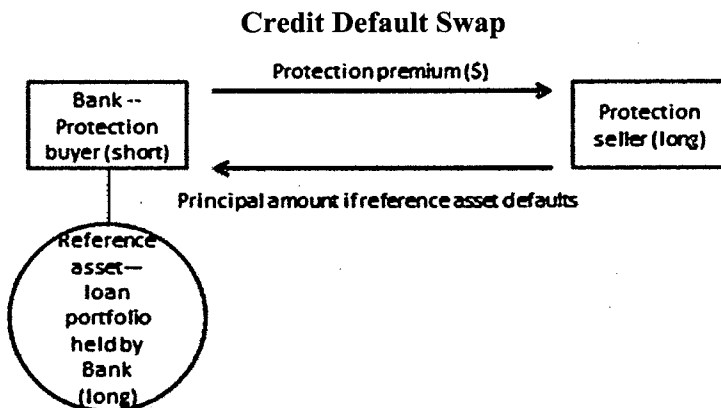 Credit Default Swap
Protection premium ($)
Bank --
Protection
buyer (short)
Protection
seller (long)
Principal amount if reference asset defaults
Reference
asset—
loan
portfolio
held by
Bank
(long)